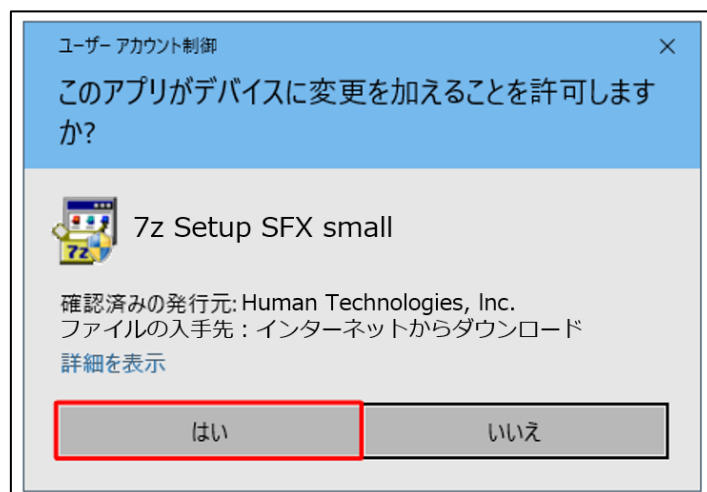 ユーザー アカウント制御
このアプリがデバイスに変更を加えることを許可します
か?
7z
7z Setup SFX small
確認済みの発行元: Human Technologies, Inc.
ファイルの入手先：インターネットからダウンロード
詳細を表示
はい
いいえ